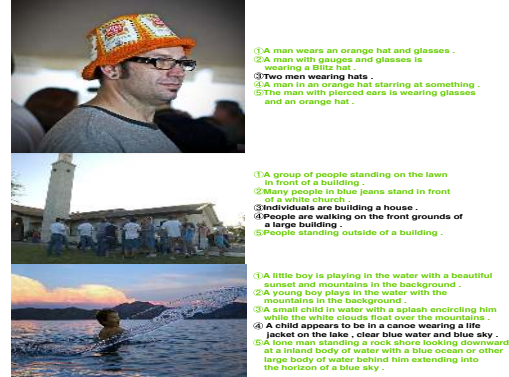 ①A man wears an orange hat and glasses .
②A man with gauges and glasses is
wearing a Blitz hat .
③Two men wearing hats .
④A man in an orange hat starring at something .
⑤The man with pierced ears is wearing glasses
and an orange hat .
①A group of people standing on the lawn
in front of a building .
②Many people in blue jeans stand in front
of a white church .
③Individuals are building a house .
④People are walking on the front grounds of
a large building .
⑤People standing outside of a building .
①A little boy is playing in the water with a beautiful
sunset and mountains in the background .
②A young boy plays in the water with the
mountains in the background .
③A small child in water with a splash encircling him
while the white clouds float over the mountains .
④ A child appears to be in a canoe wearing a life
jacket on the lake , clear blue water and blue sky .
⑤A lone man standing a rock shore looking downward
at a inland body of water with a blue ocean or other
large body of water behind him extending into
the horizon of a blue sky .